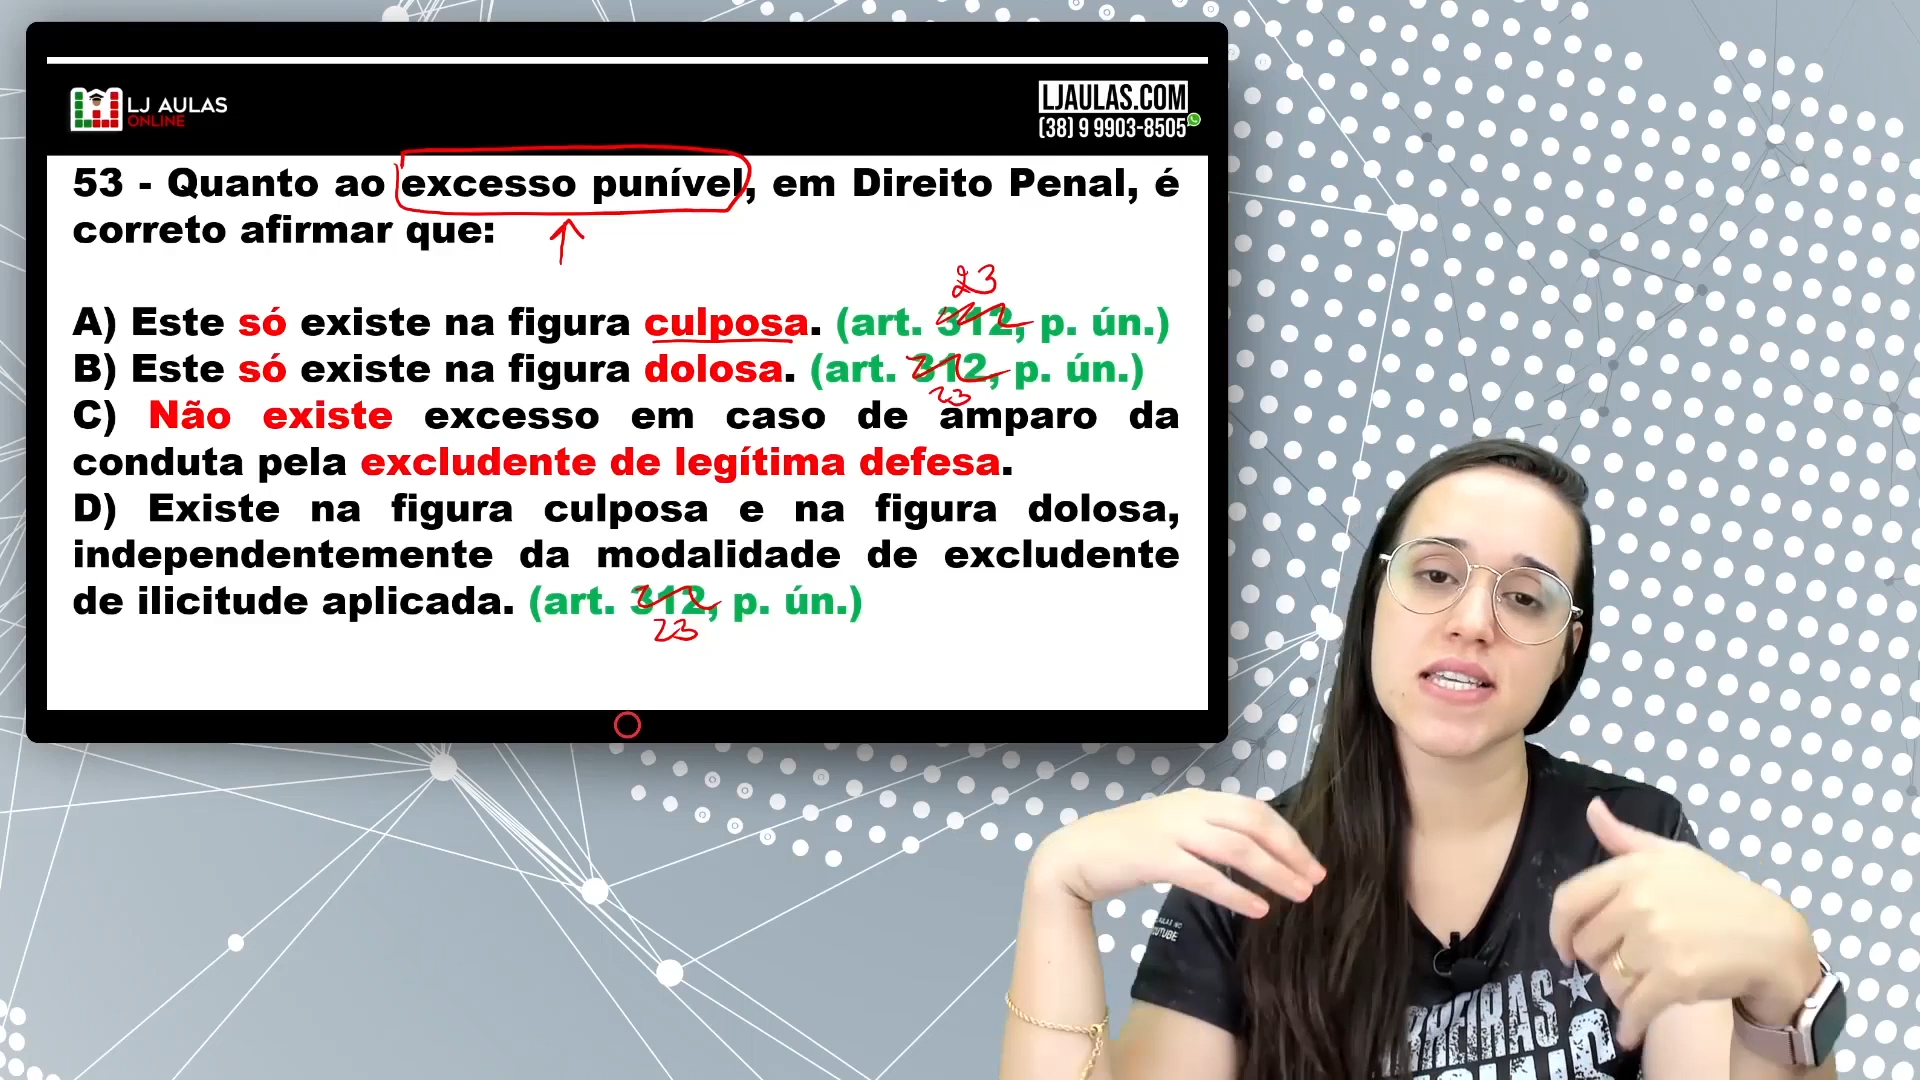 LJ AULAS
ONLINE
LJAULAS.COM
(38) 9 9903-8505
53 - Quanto ao excesso punível, em Direito Penal, é
correto afirmar que:
23
A) Este só existe na figura culposa. (art. 312, p. ún.)
B) Este só existe na figura dolosa. (art. 312, p. ún.)
23
C) Não existe excesso em caso de amparo da
conduta pela excludente de legítima defesa.
D) Existe na figura culposa e na figura dolosa,
independentemente da modalidade de excludente
de ilicitude aplicada. (art. 312, p. ún.)
23